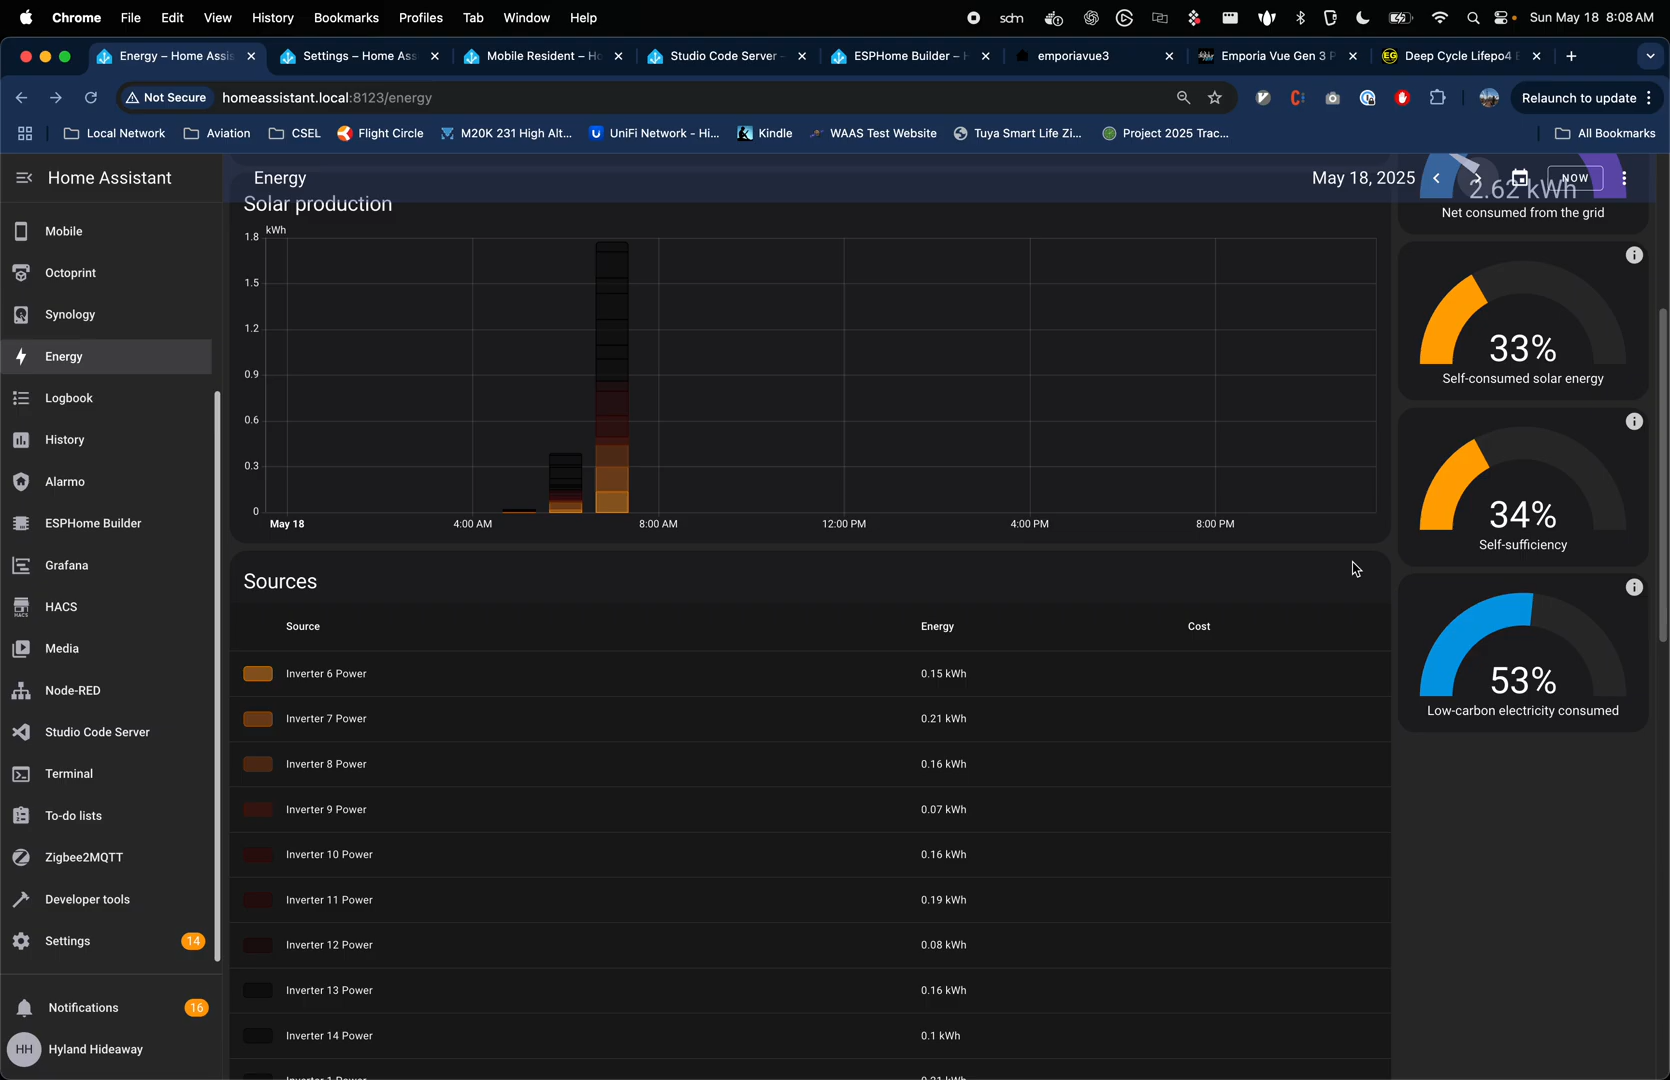 Chrome File Edit View History Bookmarks Profiles Tab Window Help
sdm
Sun May 18 8:08 AM
Energy – Home Assis
Settings – Home Ass
Mobile Resident – Ho
Studio Code Server –
ESPHome Builder – H
emporiavue3
Emporia Vue Gen 3 P
EG Deep Cycle Lifepo4 B
Not Secure homeassistant.local:8123/energy
Relaunch to update
Local Network Aviation CSEL Flight Circle M20K 231 High Alt... UniFi Network - Hi... Kindle WAAS Test Website Tuya Smart Life Zi... Project 2025 Trac... All Bookmarks
Home Assistant
Mobile
Octoprint
Synology
Energy
Logbook
History
Alarmo
ESPHome Builder
Grafana
HACS
HACS
Media
Node-RED
Studio Code Server
Terminal
To-do lists
Zigbee2MQTT
Developer tools
Settings 14
Notifications 16
HH Hyland Hideaway
Energy
May 18, 2025
NOW
Solar production
kWh
1.8
1.5
1.2
0.9
0.6
0.3
0
May 18 4:00 AM 8:00 AM 12:00 PM 4:00 PM 8:00 PM
Sources
Source Energy Cost
Inverter 6 Power 0.15 kWh
Inverter 7 Power 0.21 kWh
Inverter 8 Power 0.16 kWh
Inverter 9 Power 0.07 kWh
Inverter 10 Power 0.16 kWh
Inverter 11 Power 0.19 kWh
Inverter 12 Power 0.08 kWh
Inverter 13 Power 0.16 kWh
Inverter 14 Power 0.1 kWh
Inverter 1 Power 0.21 kWh
2.62 kWh
Net consumed from the grid
33%
Self-consumed solar energy
34%
Self-sufficiency
53%
Low-carbon electricity consumed